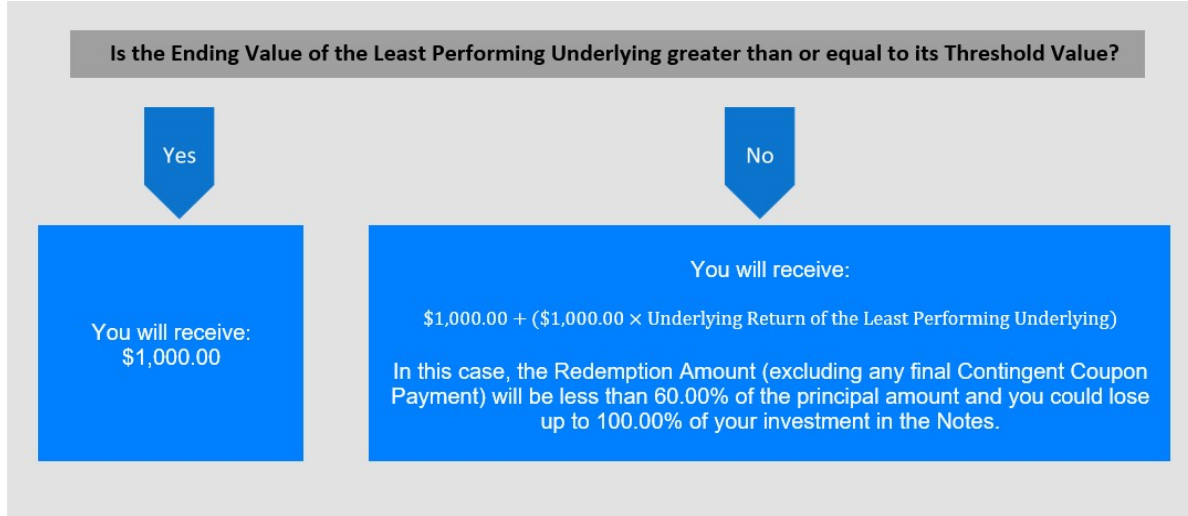 Is the Ending Value of the Least Performing Underlying greater than or equal to its Threshold Value?
Yes
No
You will receive:
$1,000.00
You will receive:
$1,000.00 + ($1,000.00 × Underlying Return of the Least Performing Underlying)
In this case, the Redemption Amount (excluding any final Contingent Coupon
Payment) will be less than 60.00% of the principal amount and you could lose
up to 100.00% of your investment in the Notes.